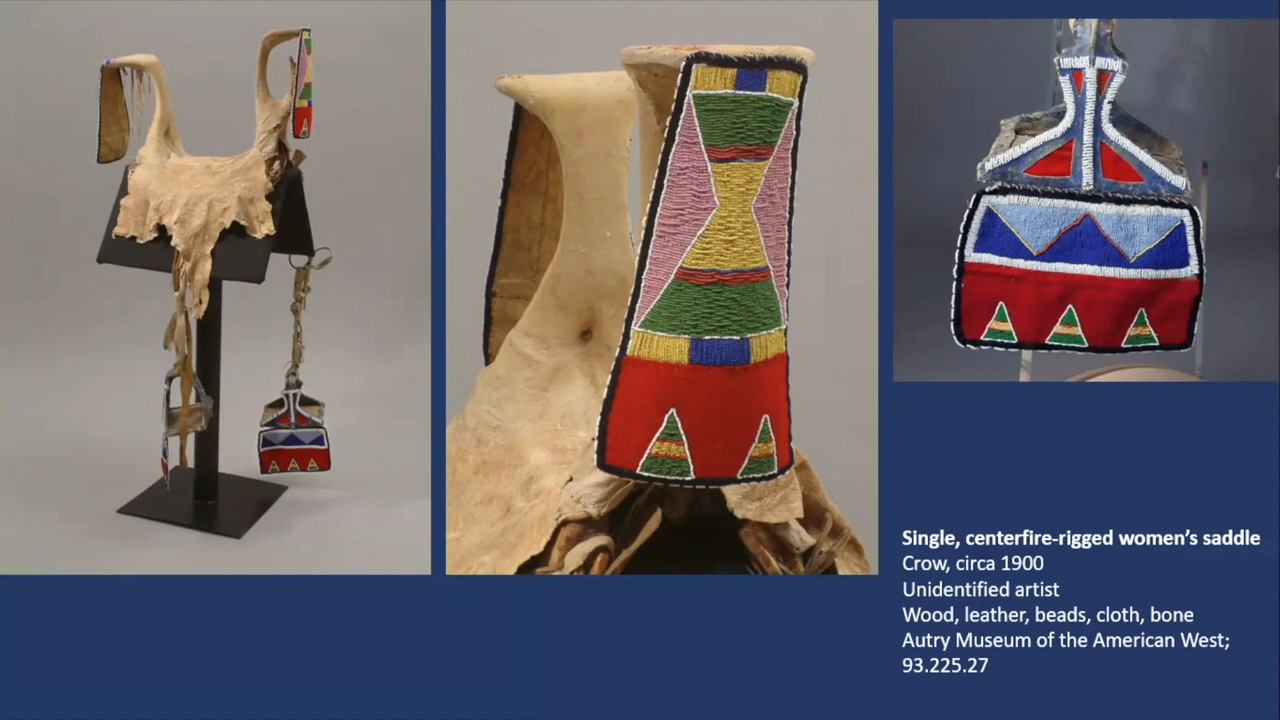 Single, centerfire-rigged women’s saddle
Crow, circa 1900
Unidentified artist
Wood, leather, beads, cloth, bone
Autry Museum of the American West;
93.225.27